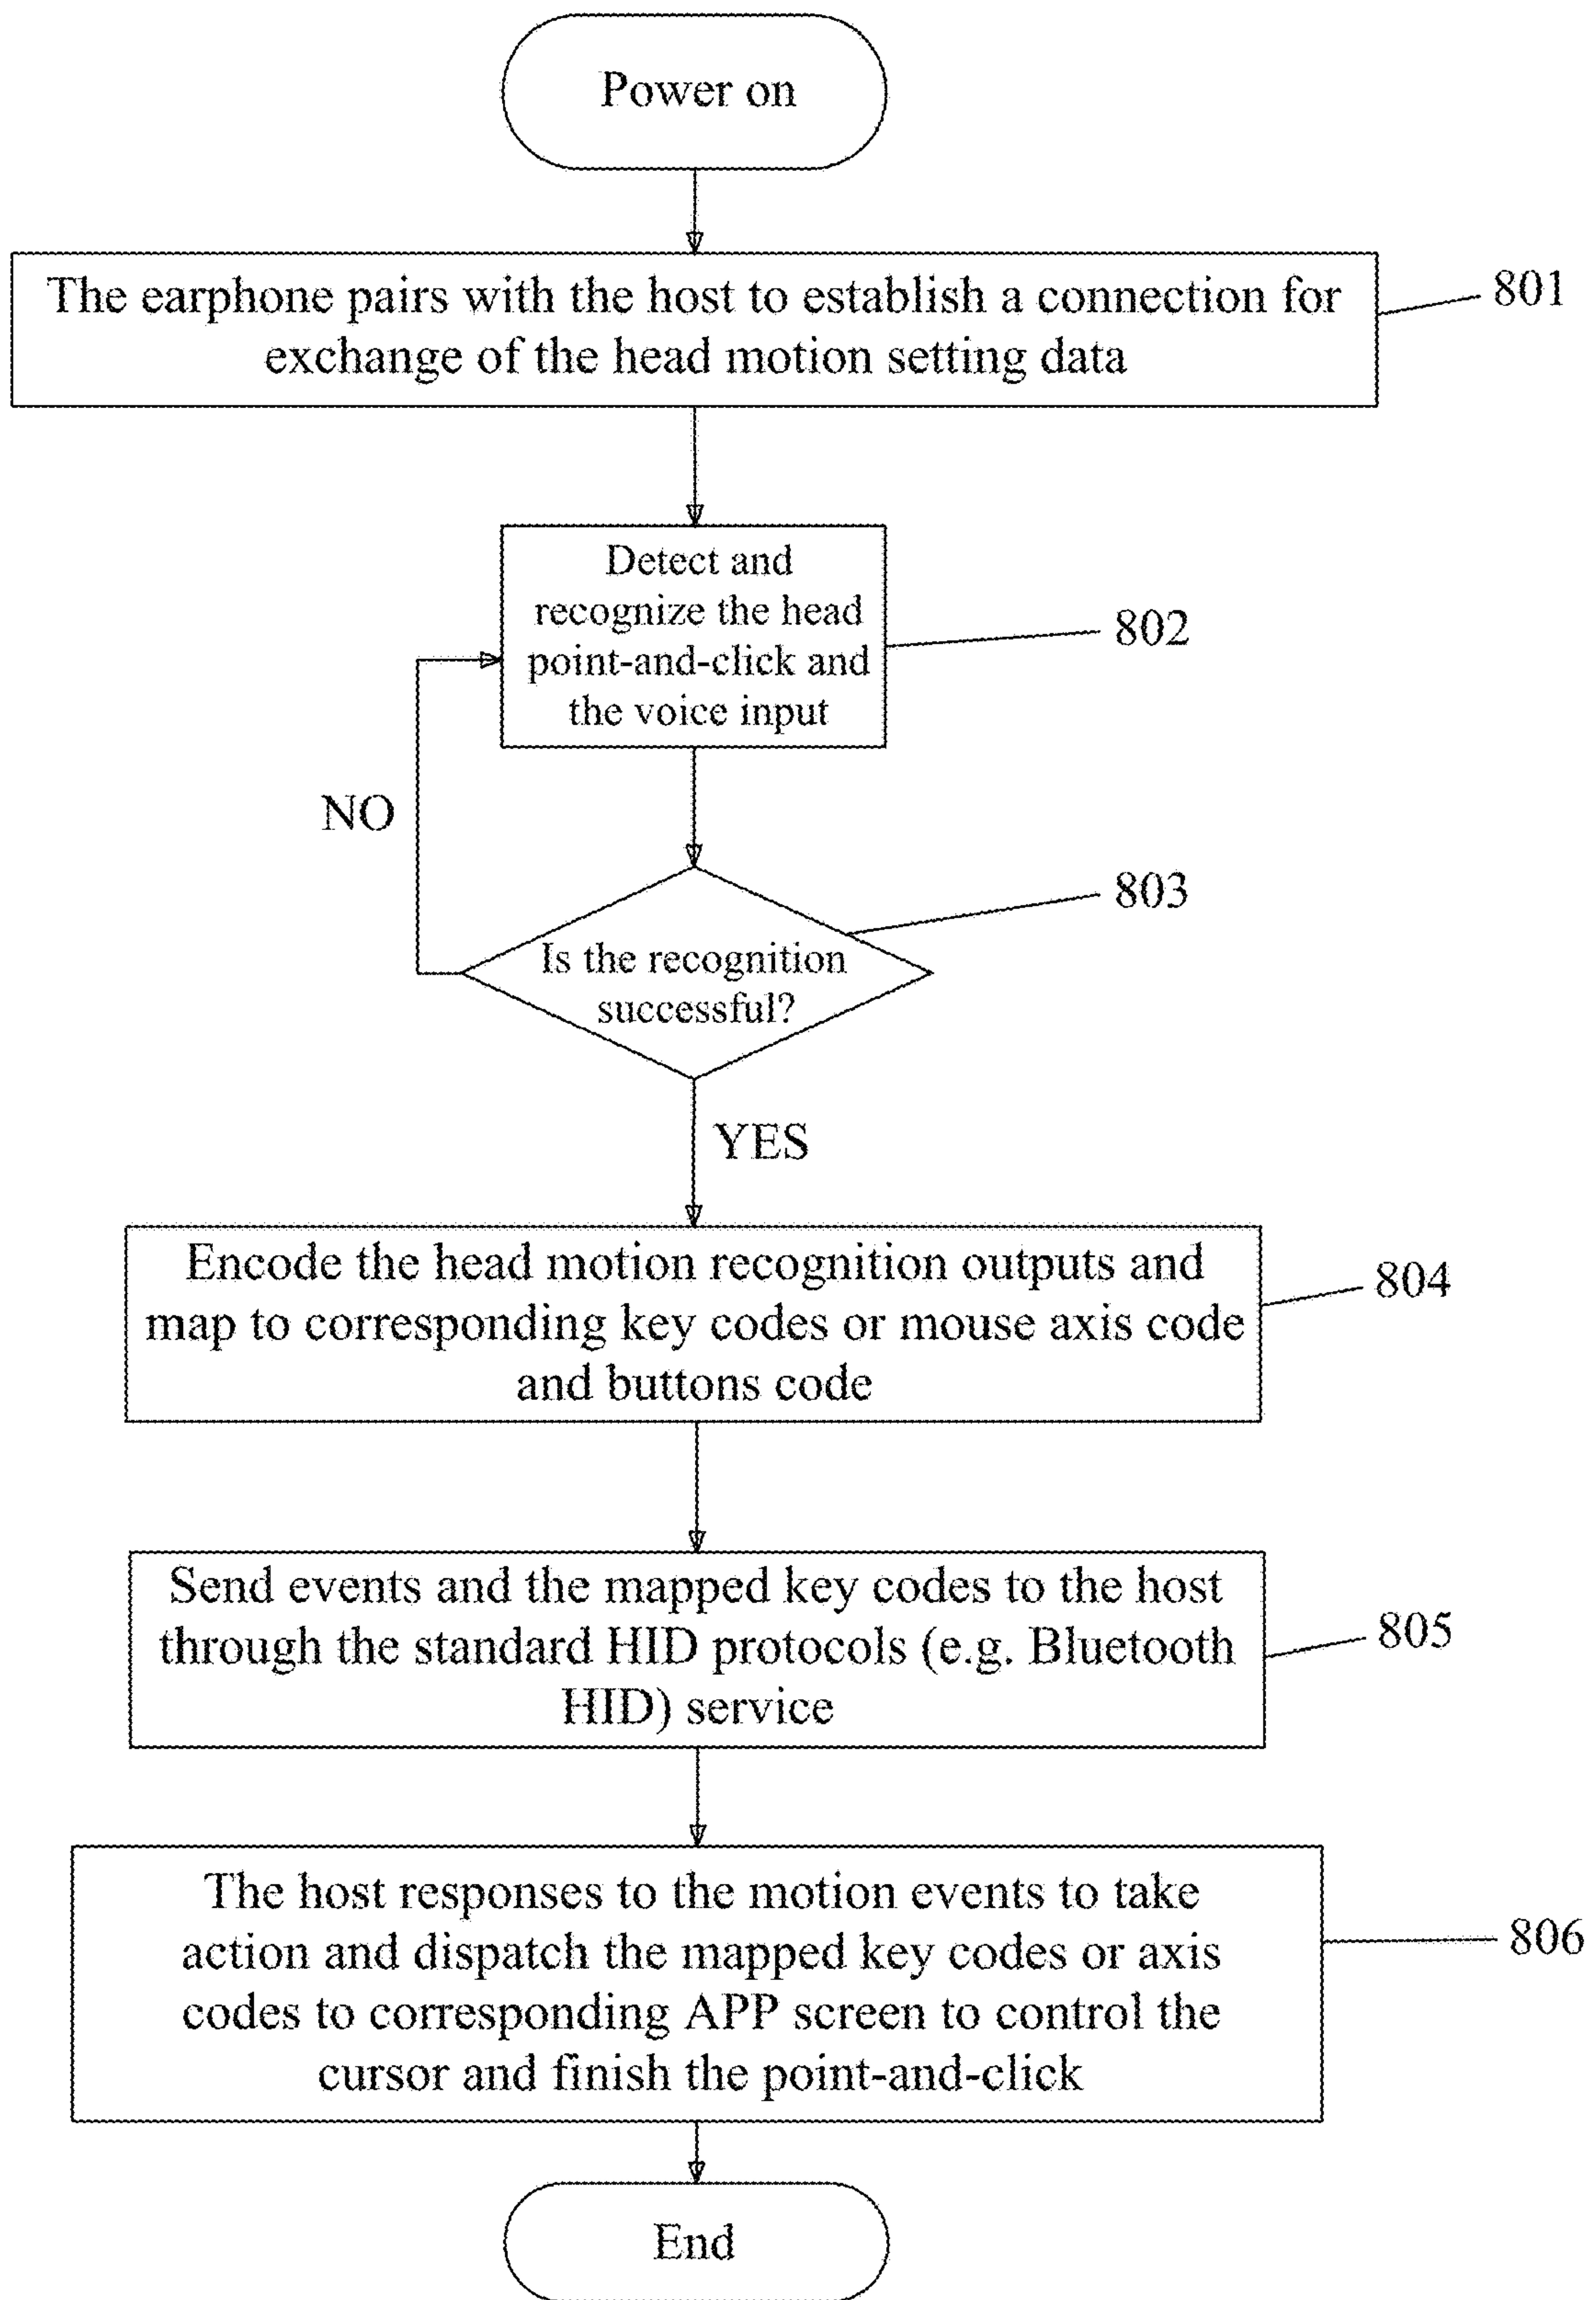 Power on
The earphone pairs with the host to establish a connection for
exchange of the head motion setting data
801
Detect and
recognize the head
point-and-click and
the voice input
802
NO
803
Is the recognition
successful?
YES
Encode the head motion recognition outputs and
map to corresponding key codes or mouse axis code
and buttons code
804
Send events and the mapped key codes to the host
through the standard HID protocols (e.g. Bluetooth
HID) service
805
The host responses to the motion events to take
action and dispatch the mapped key codes or axis
codes to corresponding APP screen to control the
cursor and finish the point-and-click
806
End